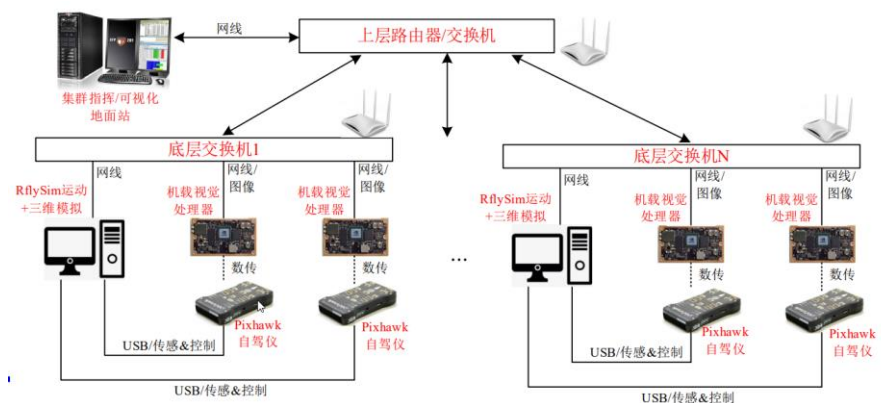 网线
上层路由器/交换机
集群指挥/可视化
地面站
底层交换机1
底层交换机N
RflySim运动
+三维模拟
网线
机载视觉
处理器
网线/
图像
机载视觉
处理器
网线/
图像
数传
数传
Pixhawk
自驾仪
Pixhawk
自驾仪
USB/传感&控制
USB/传感&控制
...
RflySim运动
+三维模拟
网线
机载视觉
处理器
网线/
图像
机载视觉
处理器
网线/
图像
数传
数传
Pixhawk
自驾仪
Pixhawk
自驾仪
USB/传感&控制
USB/传感&控制